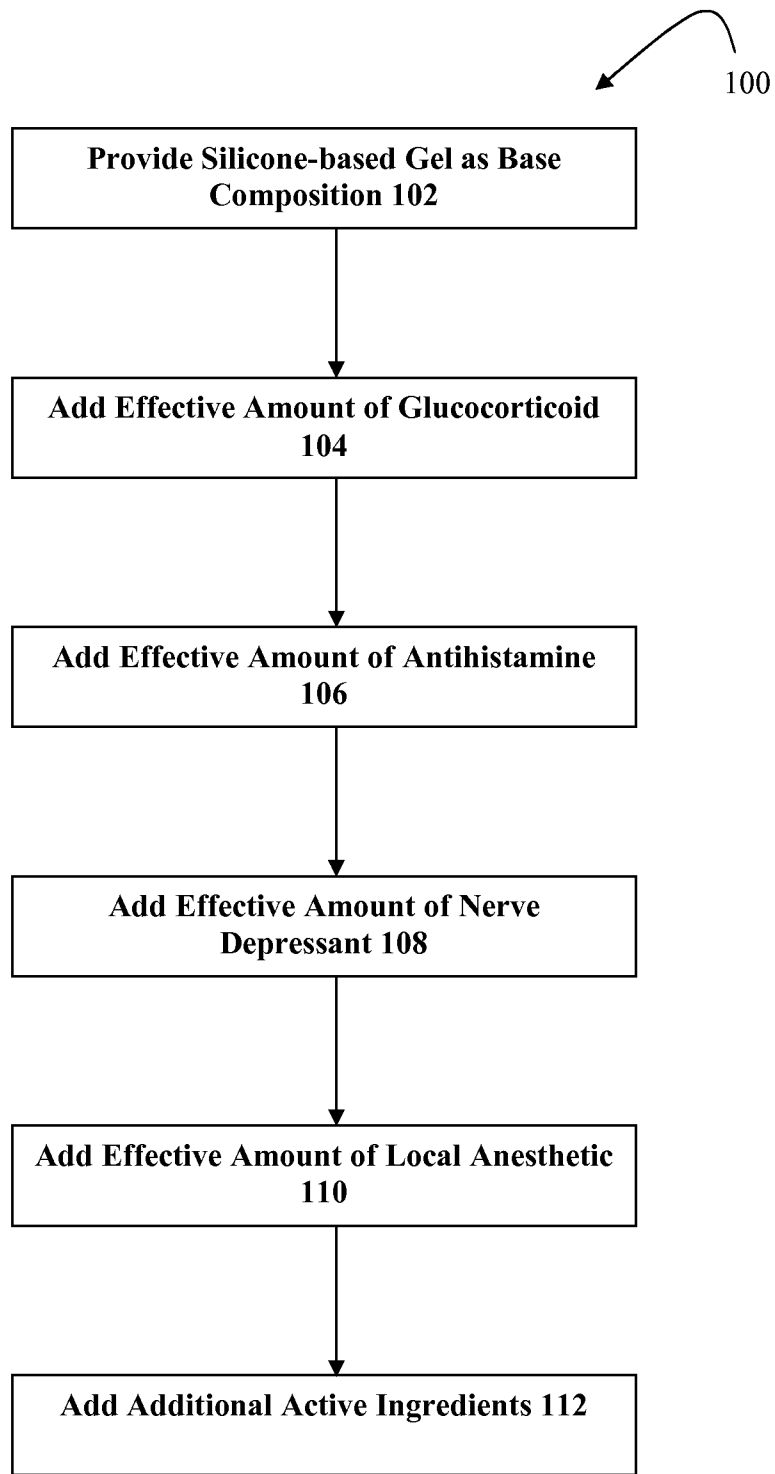 100
Provide Silicone-based Gel as Base
Composition 102
Add Effective Amount of Glucocorticoid
104
Add Effective Amount of Antihistamine
106
Add Effective Amount of Nerve
Depressant 108
Add Effective Amount of Local Anesthetic
110
Add Additional Active Ingredients 112